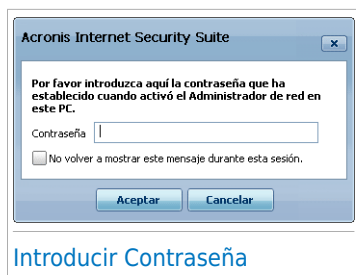 Acronis Internet Security Suite
Por favor introduzca aquí la contraseña que ha
establecido cuando activó el Administrador de red en
este PC.
Contraseña
No volver a mostrar este mensaje durante esta sesión.
Aceptar Cancelar
Introducir Contraseña